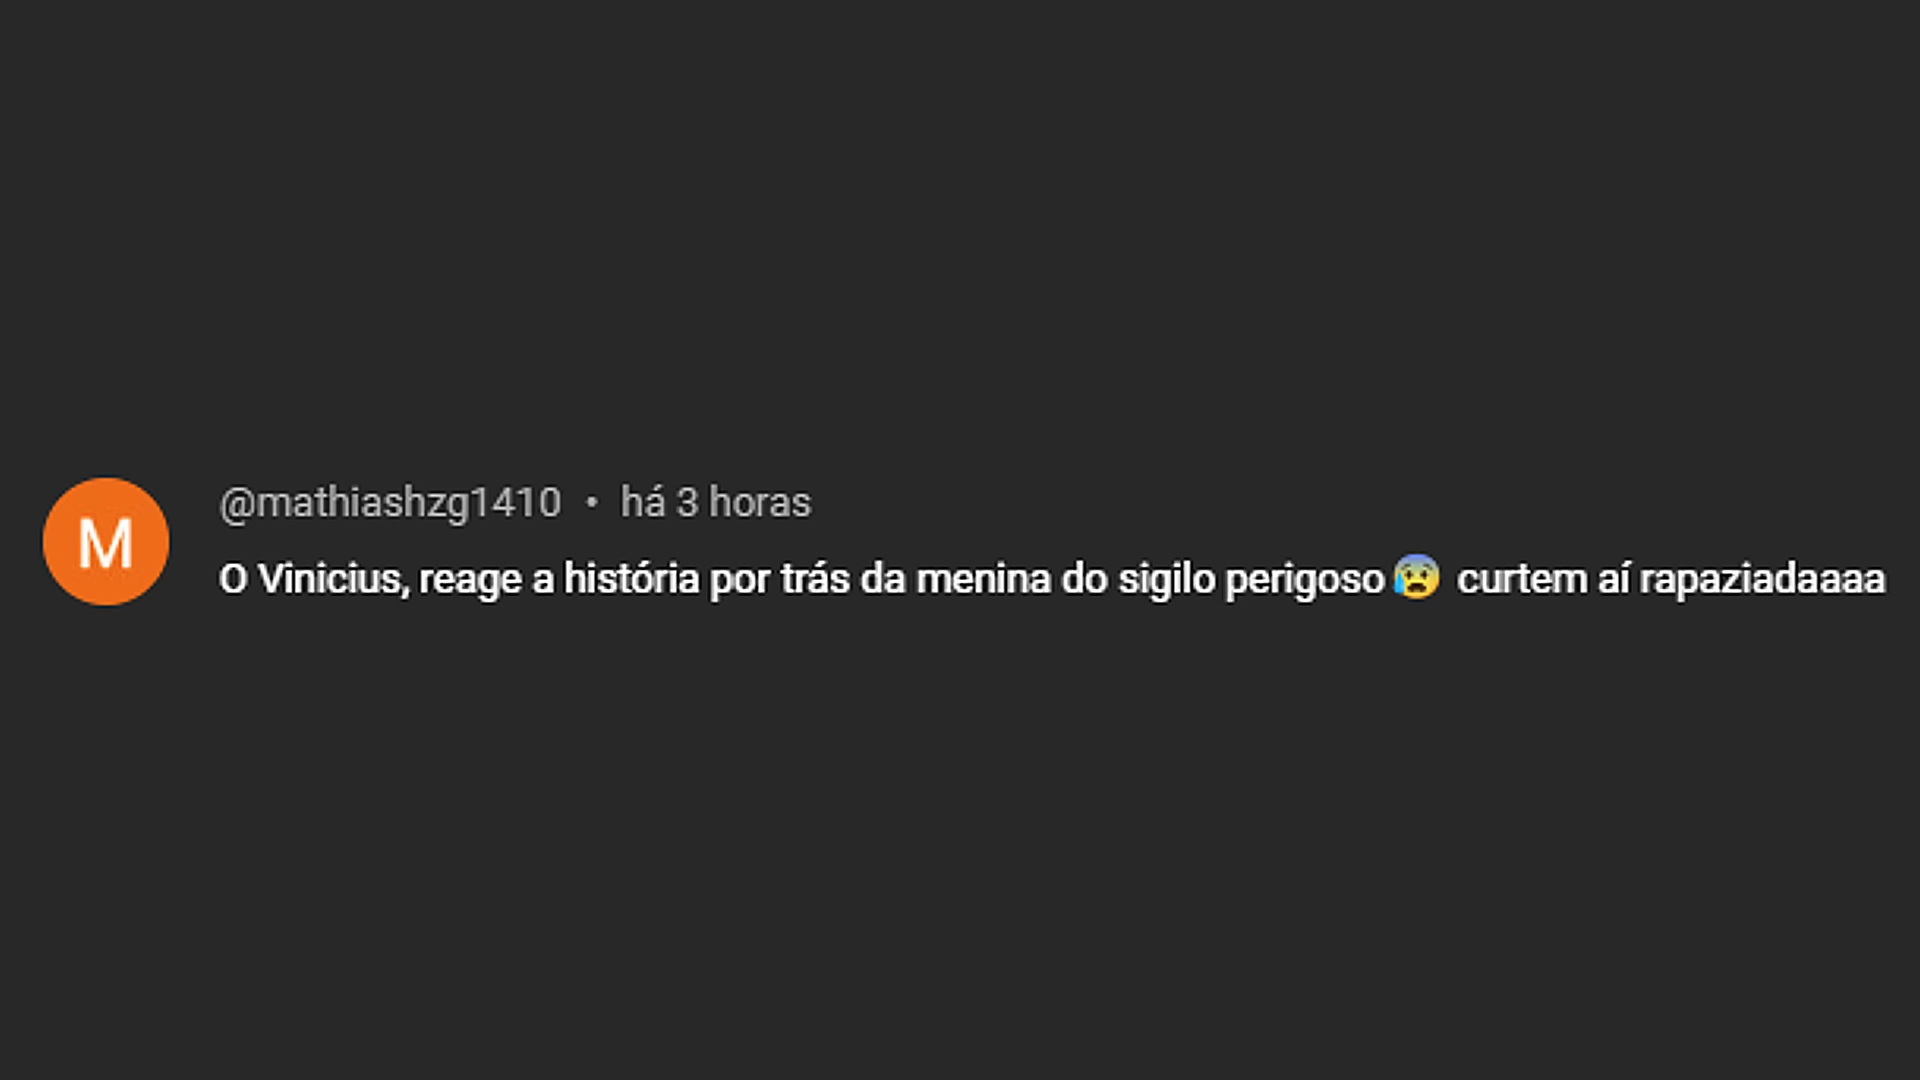 M
@mathiashzg1410 • há 3 horas
O Vinicius, reage a história por trás da menina do sigilo perigoso😰 curtem aí rapaziadaaaa